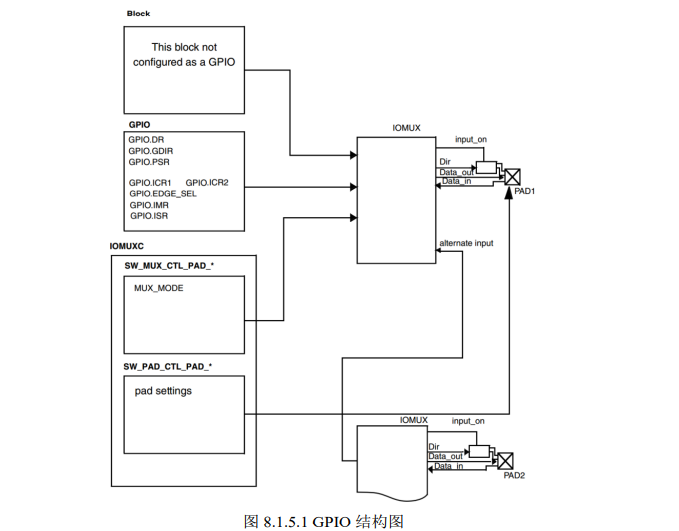 Block
This block not
configured as a GPIO
GPIO
GPIO.DR
GPIO.GDIR
GPIO.PSR
GPIO.ICR1 GPIO.ICR2
GPIO.EDGE_SEL
GPIO.IMR
GPIO.ISR
IOMUXC
SW_MUX_CTL_PAD_*
MUX_MODE
SW_PAD_CTL_PAD_*
pad settings
IOMUX
input_on
Dir
Data_out
Data_in
PAD1
alternate input
IOMUX
input_on
Dir
Data_out
Data_in
PAD2
图 8.1.5.1 GPIO 结构图